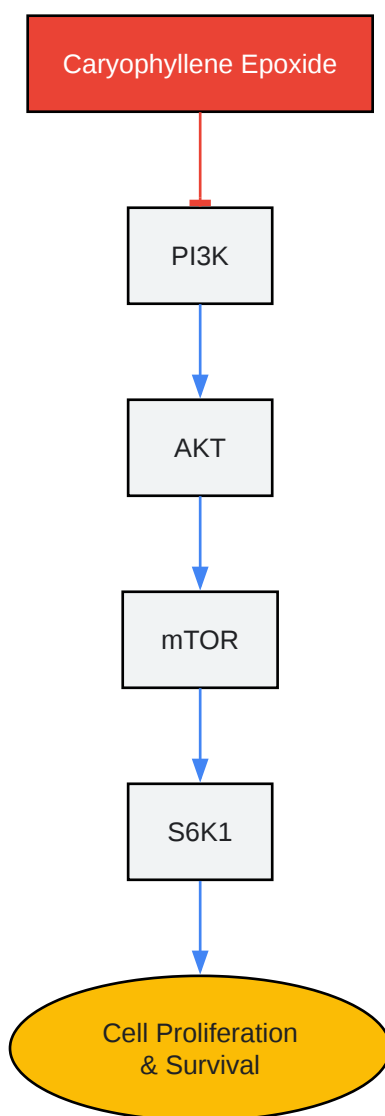 Caryophyllene Epoxide
PI3K
AKT
mTOR
S6K1
Cell Proliferation
& Survival